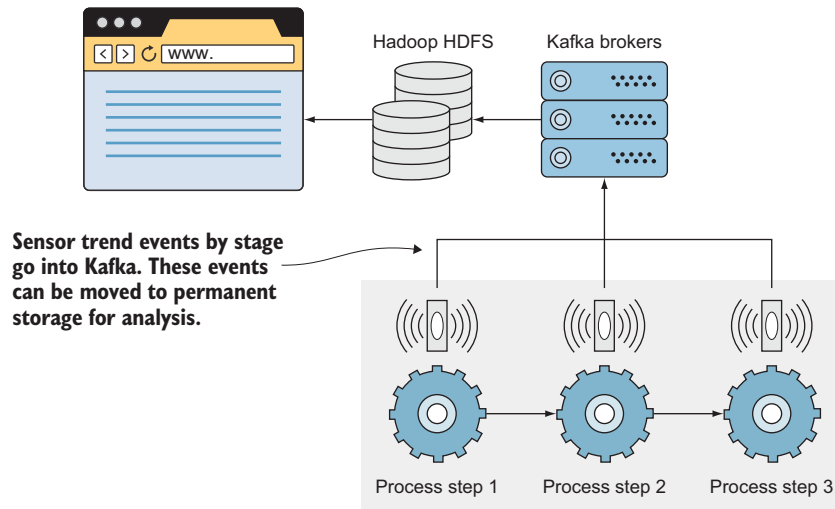 www.
Hadoop HDFS
Kafka brokers
Sensor trend events by stage
go into Kafka. These events
can be moved to permanent
storage for analysis.
Process step 1
Process step 2
Process step 3